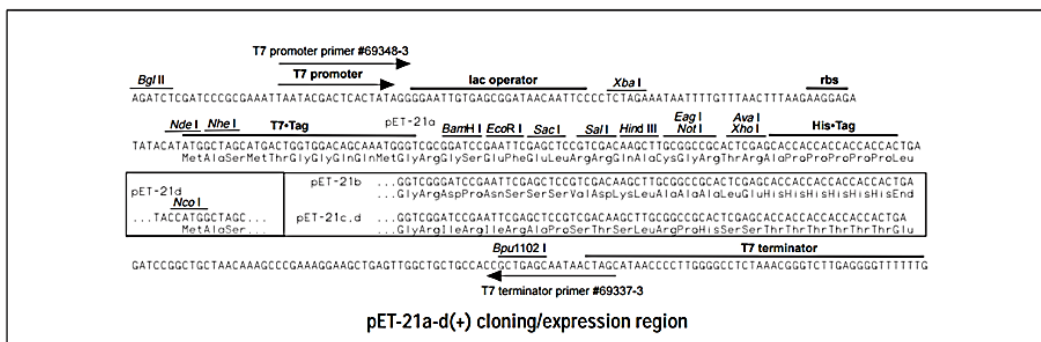 T7 promoter primer #69348-3
Bgl II T7 promoter lac operator Xba I rbs
AGATCTCGATCCCGCGAAATTAATACGACTCACTATAGGGGAATTGTGAGCGGATAACAATTCCCCTCTAGAAATAATTTTGTTTAACTTTAAGAAGGAGA
Nde I Nhe I T7•Tag pET-21a BamH I EcoR I Sac I Sal I Hind III Eag I Not I Ava I Xho I His•Tag
TATACATATGGCTAGCATGACTGGTGGACAGCAAATGGGTCGCGGATCCGAATTCGAGCTCCGTCGACAAGCTTGCGGCCGCACTCGAGCACCACCACCACCACCACTGA
MetAlaSerMetThrGlyGlyGlnGlnMetGlyArgGlySerGluPheGluLeuArgArgGlnAlaCysGlyArgThrArgAlaProProProProProLeu
pET-21d
Nco I
...TACCATGGCTAGC...
MetAlaSer...
pET-21b ...GGTCGGGATCCGAATTCGAGCTCCGTCGACAAGCTTGCGGCCGCACTCGAGCACCACCACCACCACCACTGA
...GlyArgAspProAsnSerSerSerValAspLysLeuAlaAlaAlaLeuGluHisHisHisHisHisHisEnd
pET-21c,d ...GGTCGGATCCGAATTCGAGCTCCGTCGACAAGCTTGCGGCCGCACTCGAGCACCACCACCACCACCACTGA
...GlyArgIleArgIleArgAlaProSerThrSerLeuArgProHisSerSerThrThrThrThrThrThrGlu
Bpu1102 I T7 terminator
GATCCGGCTGCTAACAAAGCCCGAAAGGAAGCTGAGTTGGCTGCTGCCACCGCTGAGCAATAACTAGCATAACCCCTTGGGGCCTCTAAACGGGTCTTGAGGGGTTTTTTG
T7 terminator primer #69337-3
pET-21a-d(+) cloning/expression region